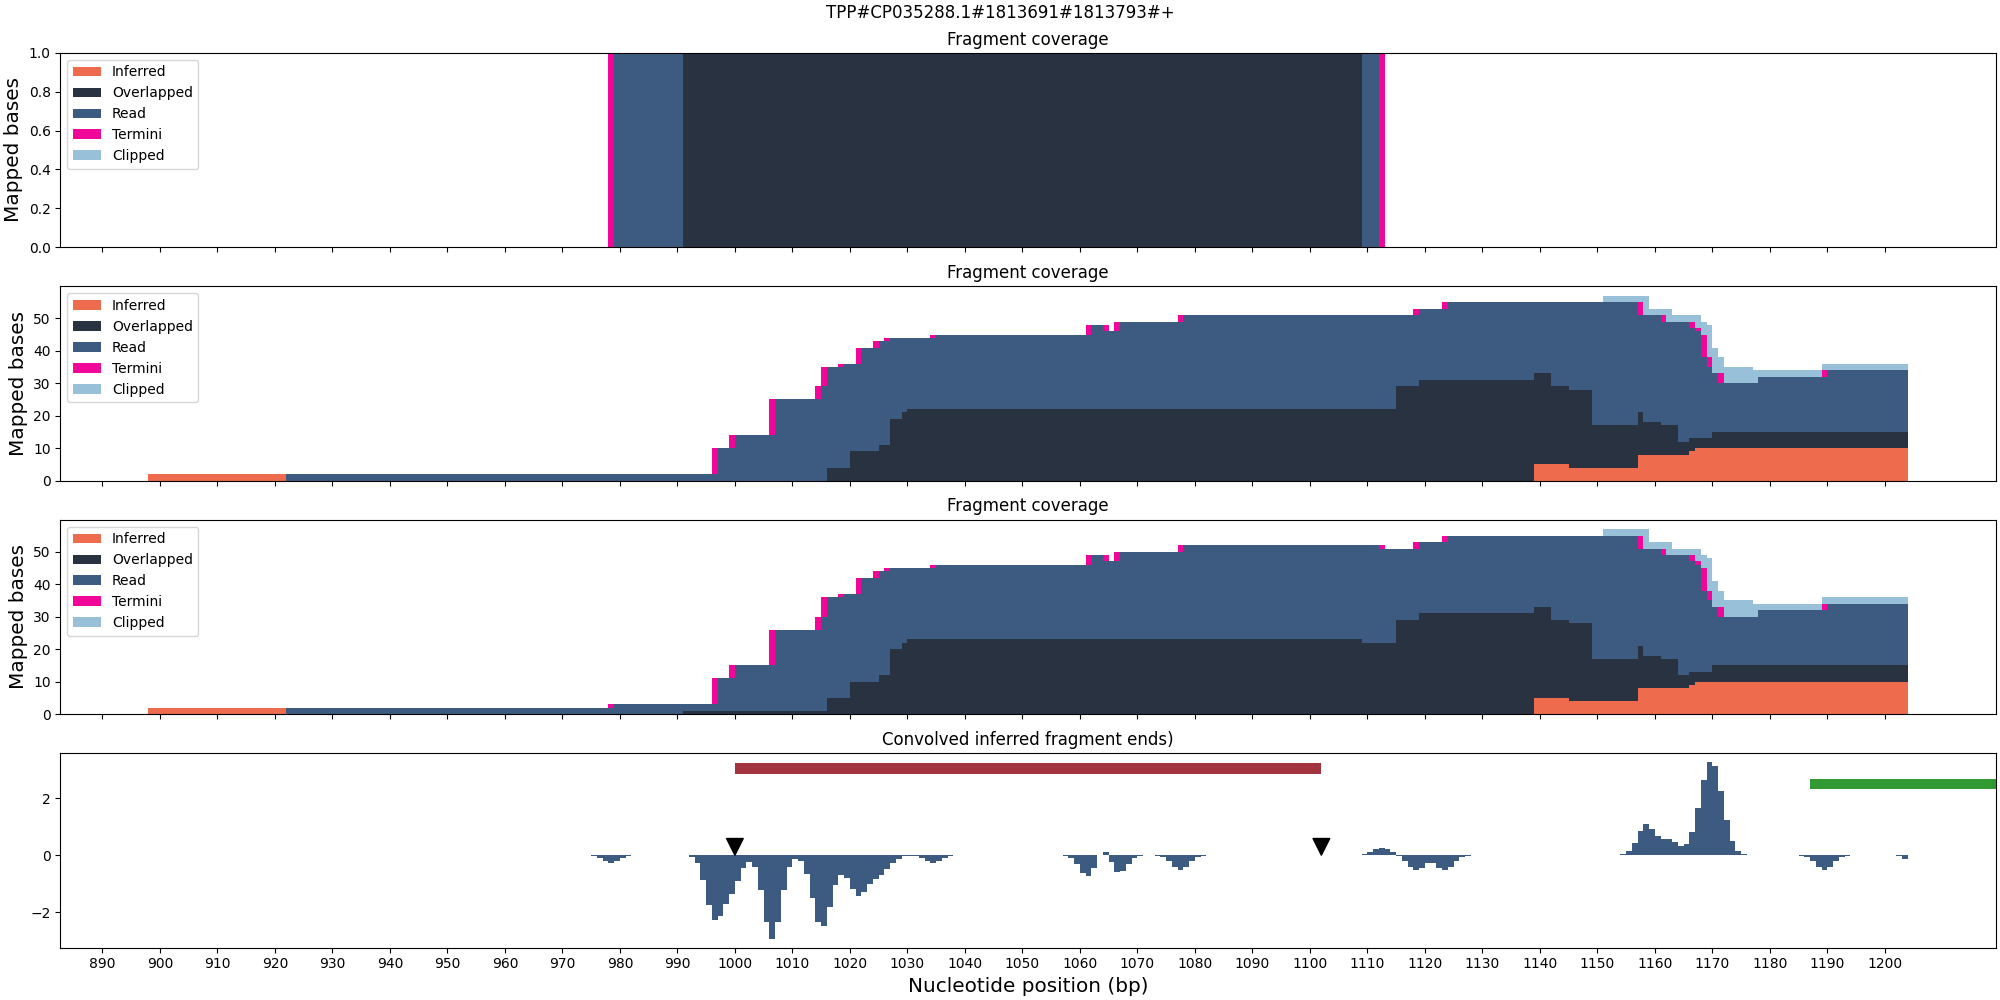 TPP#CP035288.1#1813691#1813793#+
Fragment coverage
Mapped bases
1.0
0.8
0.6
0.4
0.2
0.0
Inferred
Overlapped
Read
Termini
Clipped
Fragment coverage
Mapped bases
50
40
30
20
10
0
Inferred
Overlapped
Read
Termini
Clipped
Fragment coverage
Mapped bases
50
40
30
20
10
0
Inferred
Overlapped
Read
Termini
Clipped
Convolved inferred fragment ends)
2
0
−2
890 900 910 920 930 940 950 960 970 980 990 1000 1010 1020 1030 1040 1050 1060 1070 1080 1090 1100 1110 1120 1130 1140 1150 1160 1170 1180 1190 1200
Nucleotide position (bp)